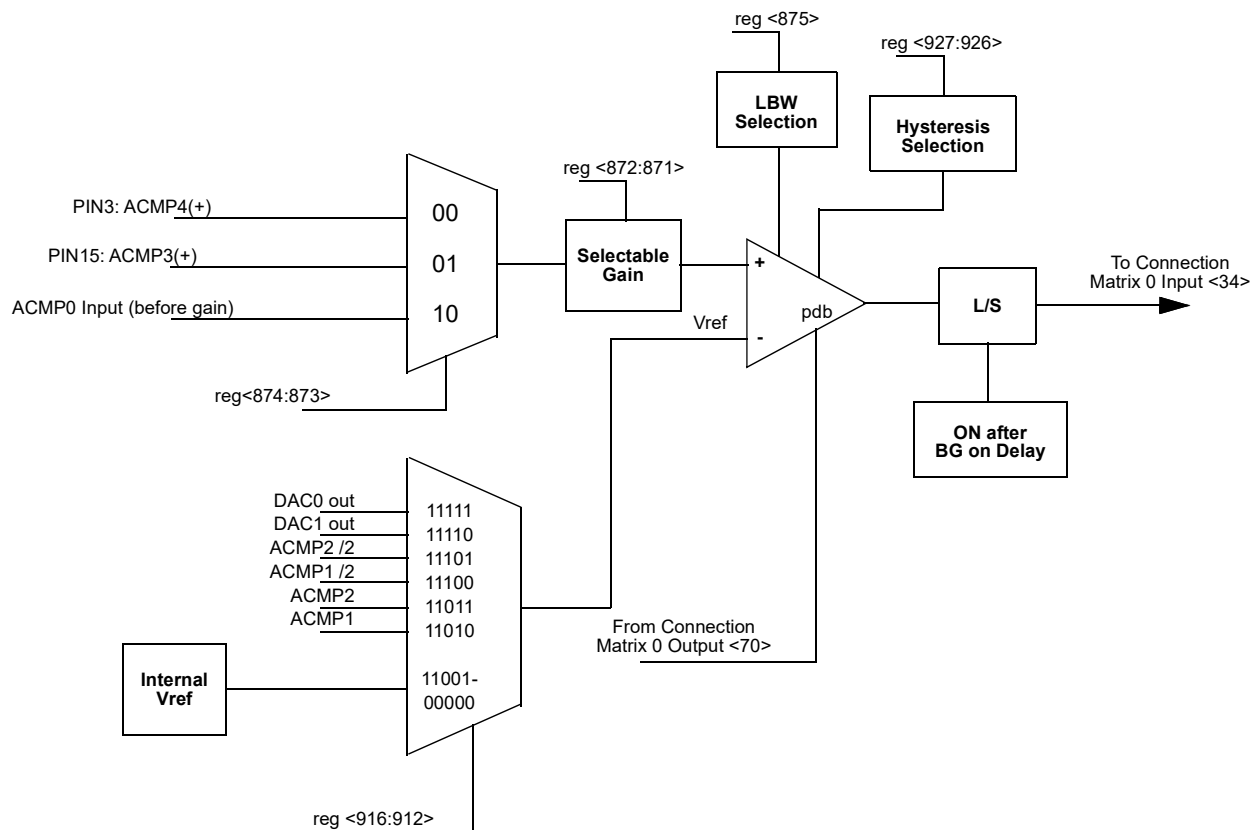 reg <875>
reg <927:926>
LBW
Selection
Hysteresis
Selection
reg <872:871>
PIN3: ACMP4(+)
00
PIN15: ACMP3(+)
01
Selectable
Gain
+
To Connection
Matrix 0 Input <34>
ACMP0 Input (before gain)
10
Vref
pdb
-
L/S
reg<874:873>
ON after
BG on Delay
DAC0 out
11111
DAC1 out
11110
ACMP2 /2
11101
ACMP1 /2
11100
ACMP2
11011
ACMP1
11010
From Connection
Matrix 0 Output <70>
Internal
Vref
11001-
00000
reg <916:912>